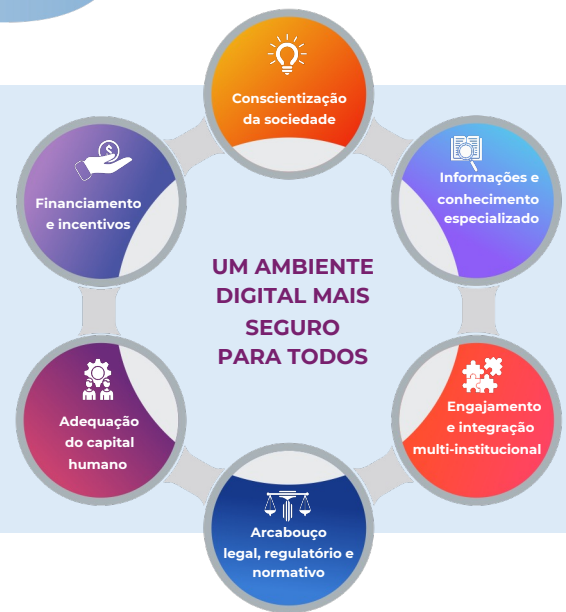 Conscientização
da sociedade
Informações e
conhecimento
especializado
Financiamento
e incentivos
UM AMBIENTE
DIGITAL MAIS
SEGURO
PARA TODOS
Engajamento
e integração
multi-institucional
Adequação
do capital
humano
Arcabouço
legal, regulatório e
normativo